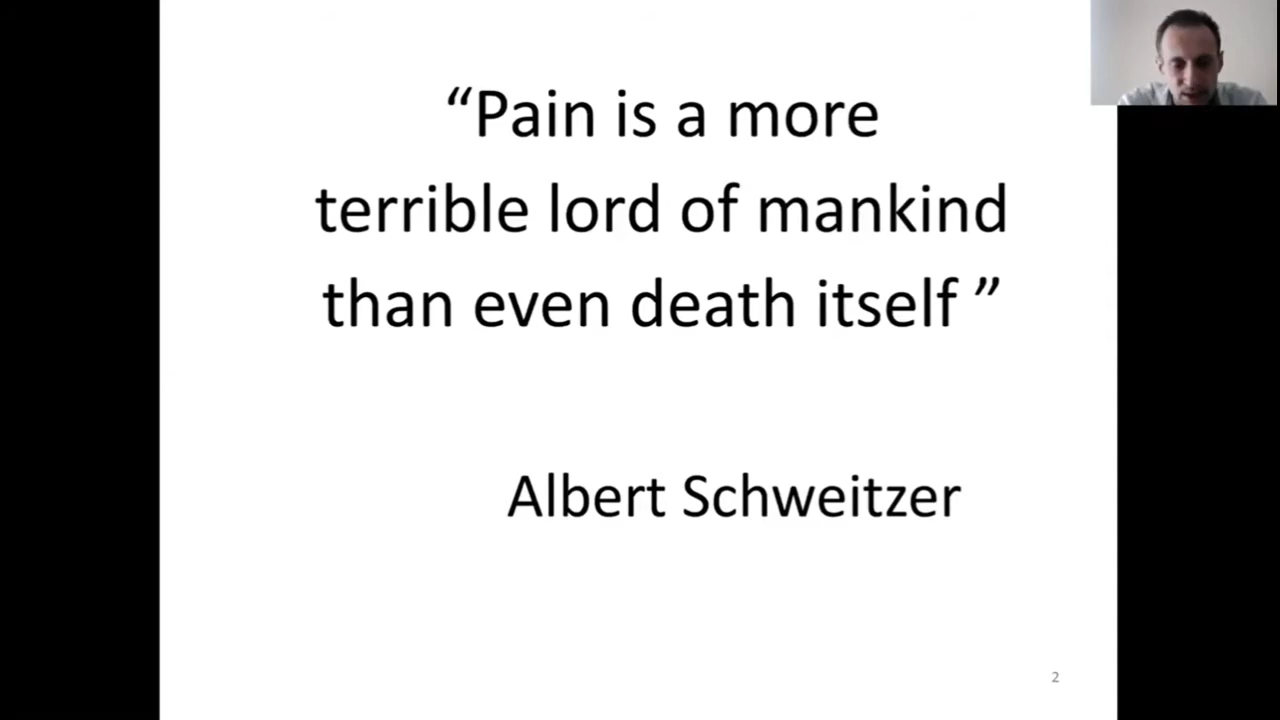 “Pain is a more
terrible lord of mankind
than even death itself ”
Albert Schweitzer
2